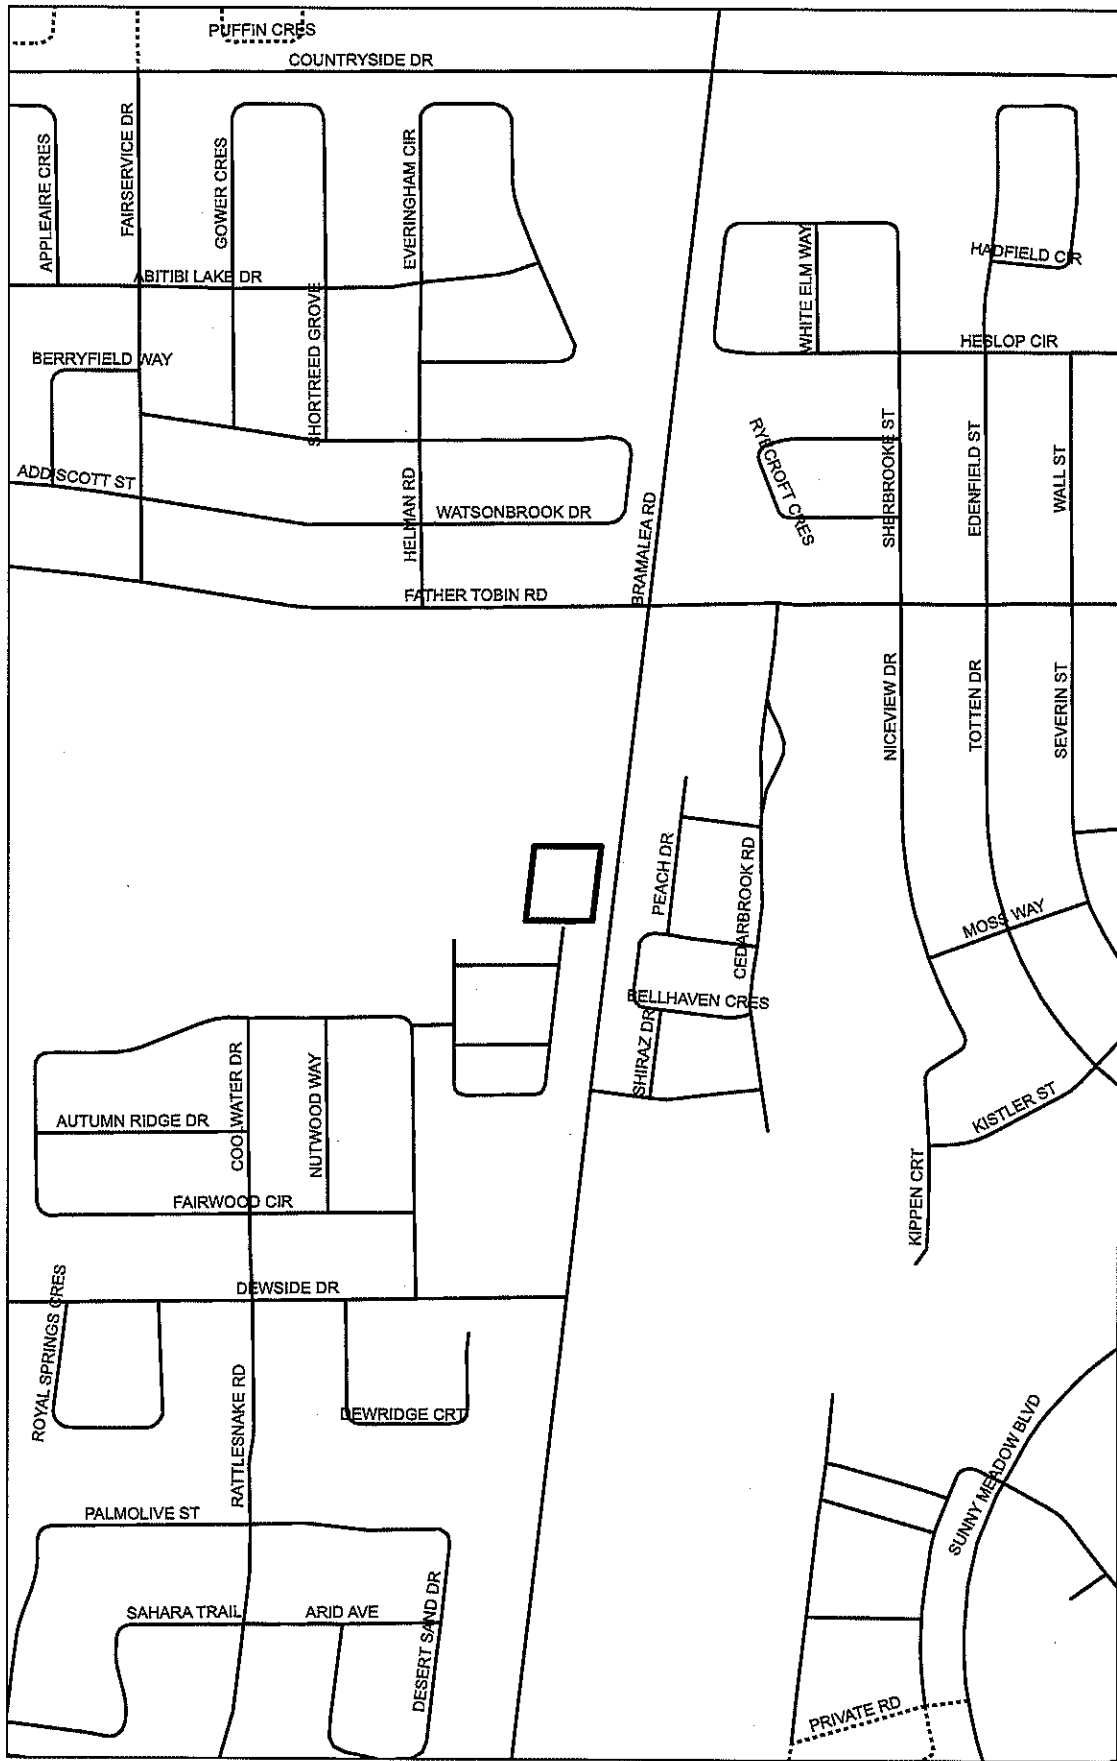 PUFFIN CRES
COUNTRYSIDE DR
APPLEAIRE CRES
FAIRSERVICE DR
GOWER CRES
EVERINGHAM CIR
WHITE ELM WAY
HADFIELD CIR
ABITIBI LAKE DR
SHORTREED GROVE
HESLOP CIR
BERRYFIELD WAY
RYECROFT CRES
SHERBROOKE ST
EDENFIELD ST
WALL ST
ADDISCOTT ST
HELMAN RD
WATSONBROOK DR
BRAMALEA RD
FATHER TOBIN RD
NICEVIEW DR
TOTTEN DR
SEVERIN ST
PEACH DR
CEDARBROOK RD
MOSS WAY
BELLHAVEN CRES
SHIRAZ DR
COOLWATER DR
NUTWOOD WAY
AUTUMN RIDGE DR
KISTLER ST
KIPPEN CRT
FAIRWOOD CIR
DEWSIDE DR
ROYAL SPRINGS CRES
RATTLESNAKE RD
DEWRIDGE CRT
SUNNY MEADOW BLVD
PALMOLIVE ST
SAHARA TRAIL
ARID AVE
DESERT SAND DR
PRIVATE RD